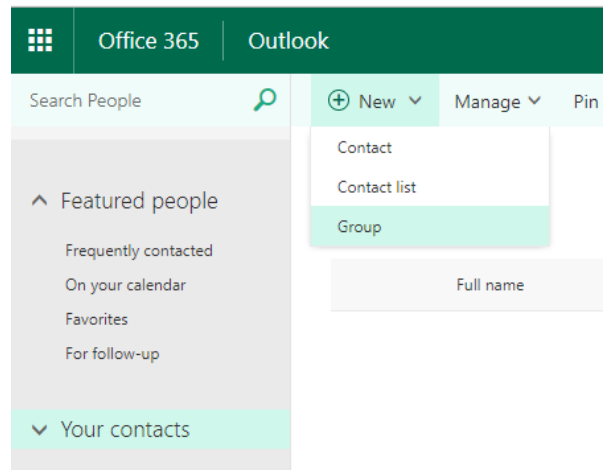 Office 365 Outlook
Search People
New Manage Pin
Contact
Contact list
Group
Featured people
Frequently contacted
On your calendar
Favorites
For follow-up
Full name
Your contacts